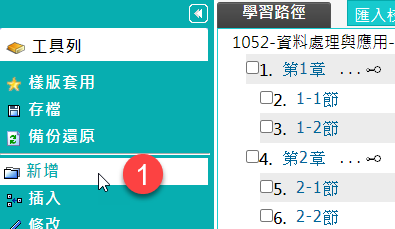 工具列
樣版套用
存檔
備份還原
新增
1
插入
修改
學習路徑
匯入
1052-資料處理與應用-
1. 第1章 ...
2. 1-1節
3. 1-2節
4. 第2章 ...
5. 2-1節
6. 2-2節